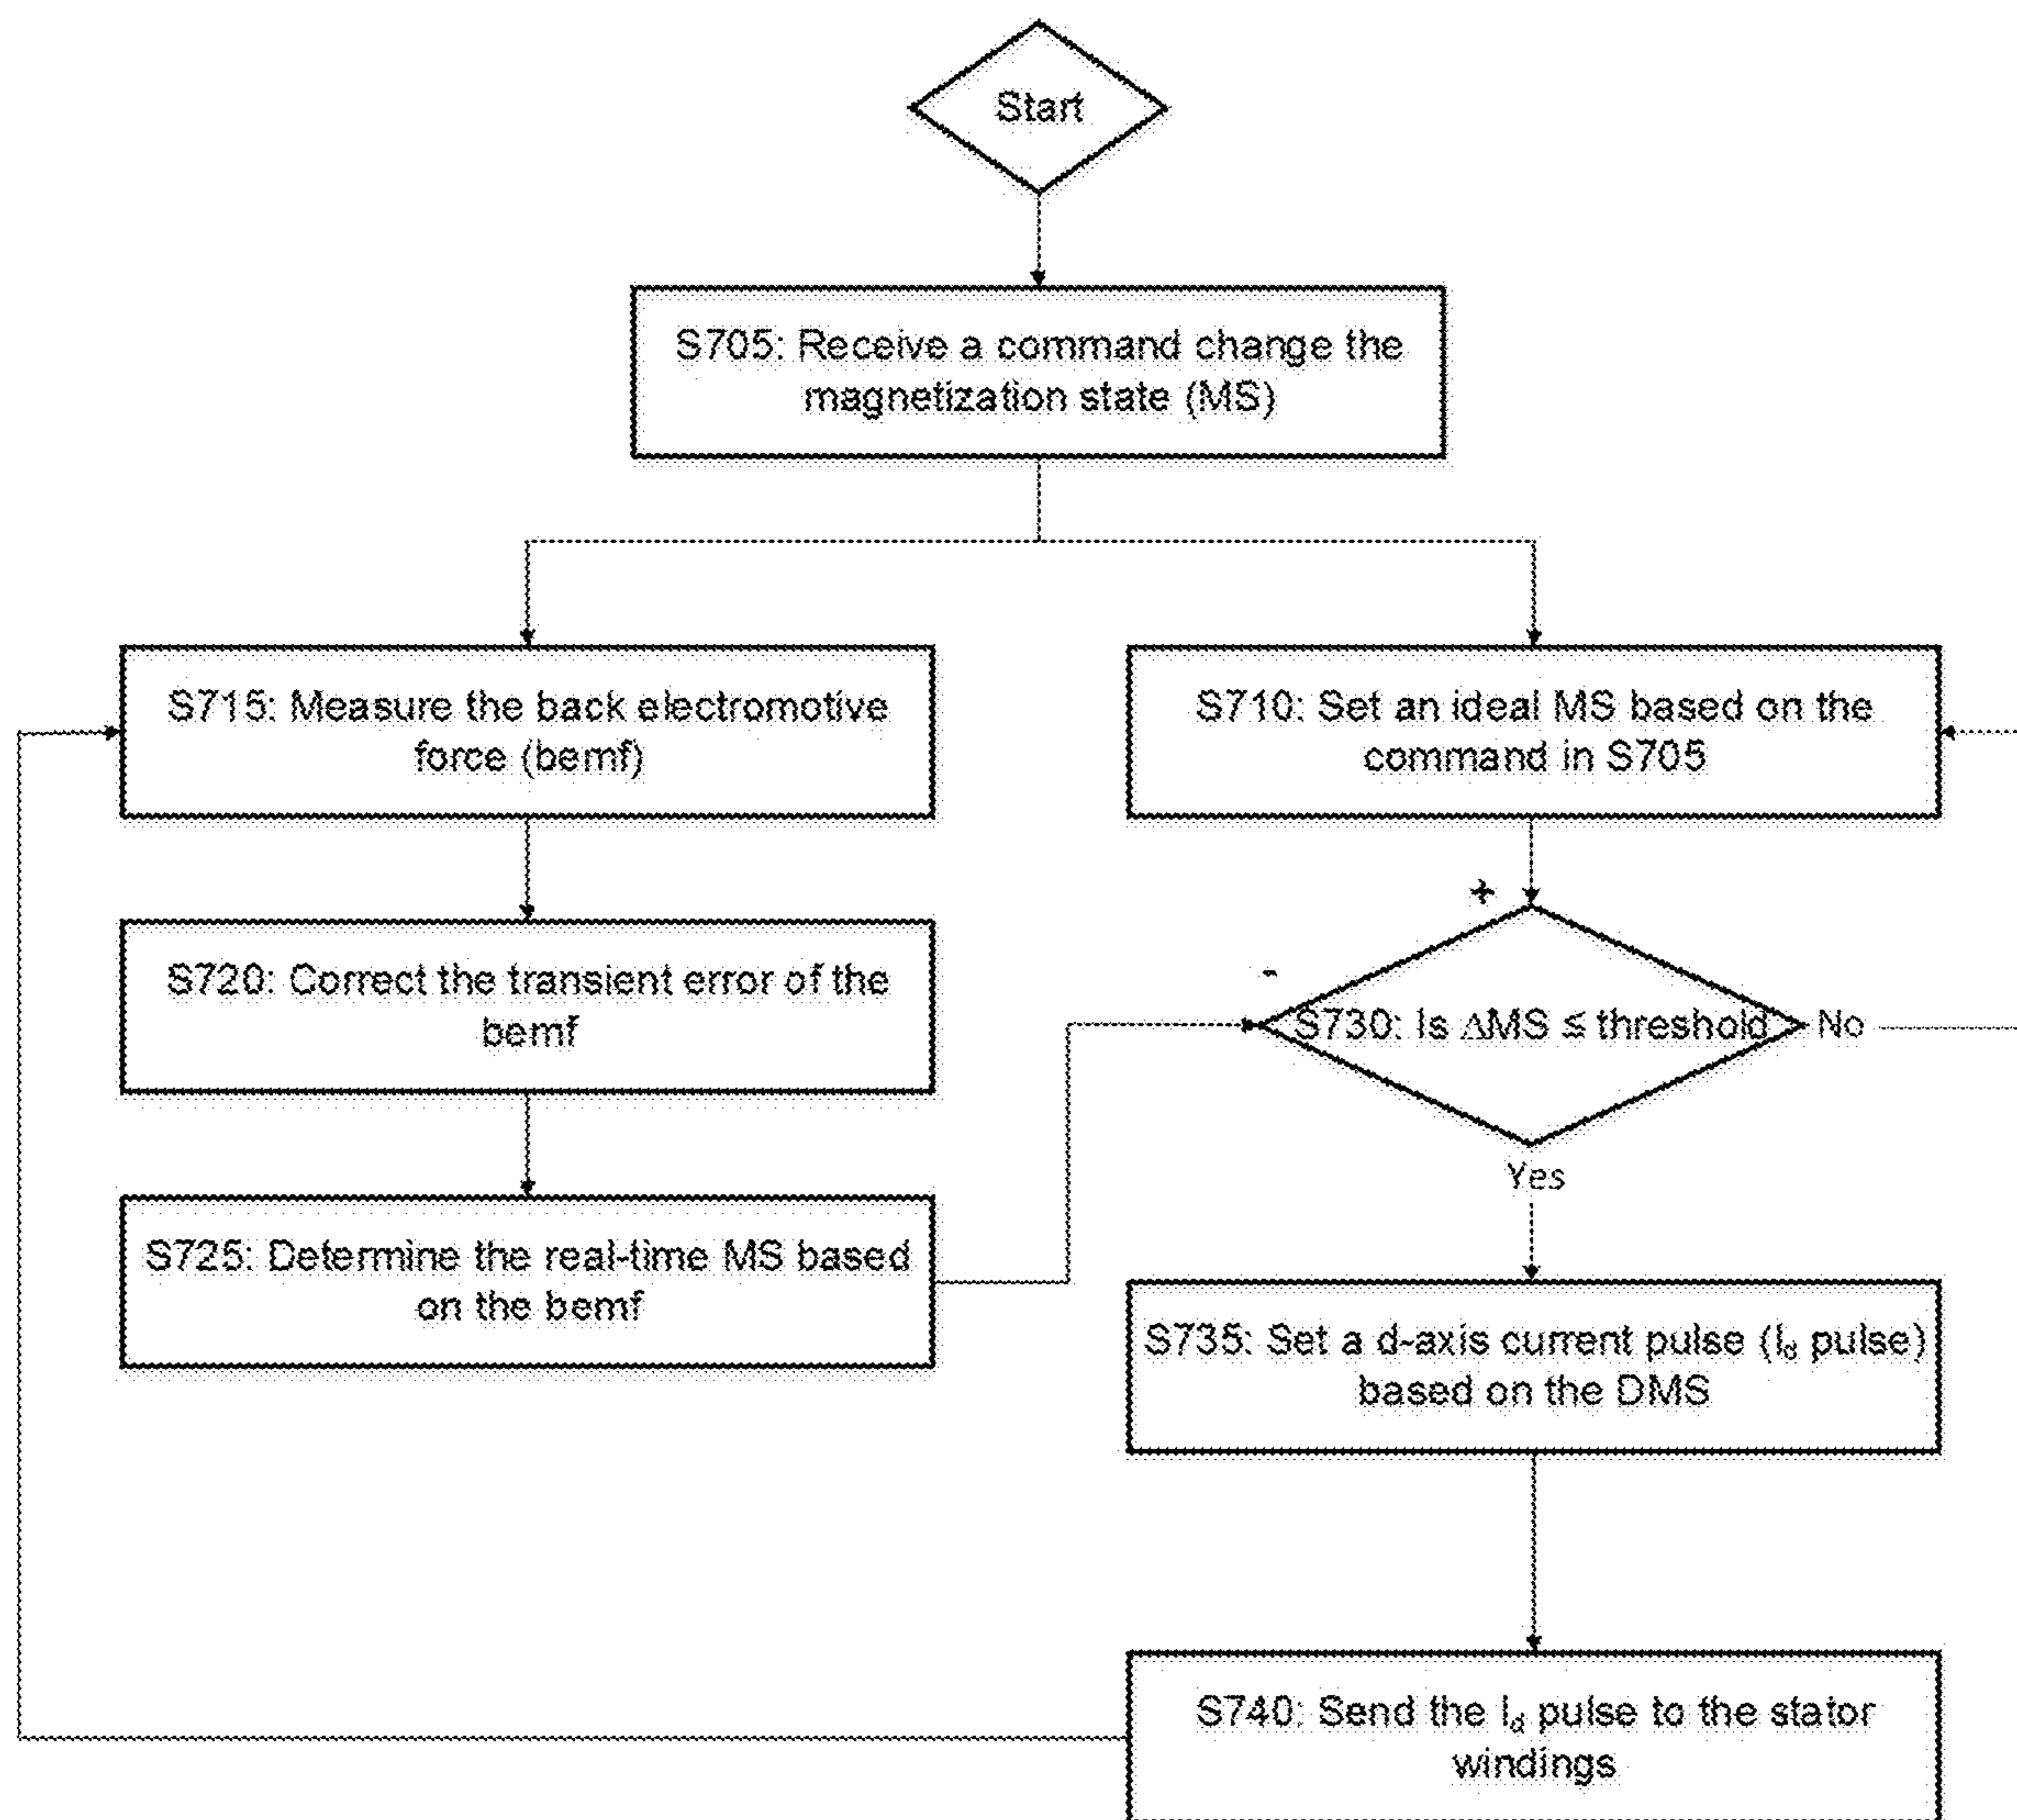 Start
S705: Receive a command change the
magnetization state (MS)
S715: Measure the back electromotive
force (bemf)
S710: Set an ideal MS based on the
command in S705
+
-
S720: Correct the transient error of the
bemf
S730: Is ΔMS ≤ threshold
No
Yes
S725: Determine the real-time MS based
on the bemf
S735: Set a d-axis current pulse (Id pulse)
based on the DMS
S740: Send the Id pulse to the stator
windings